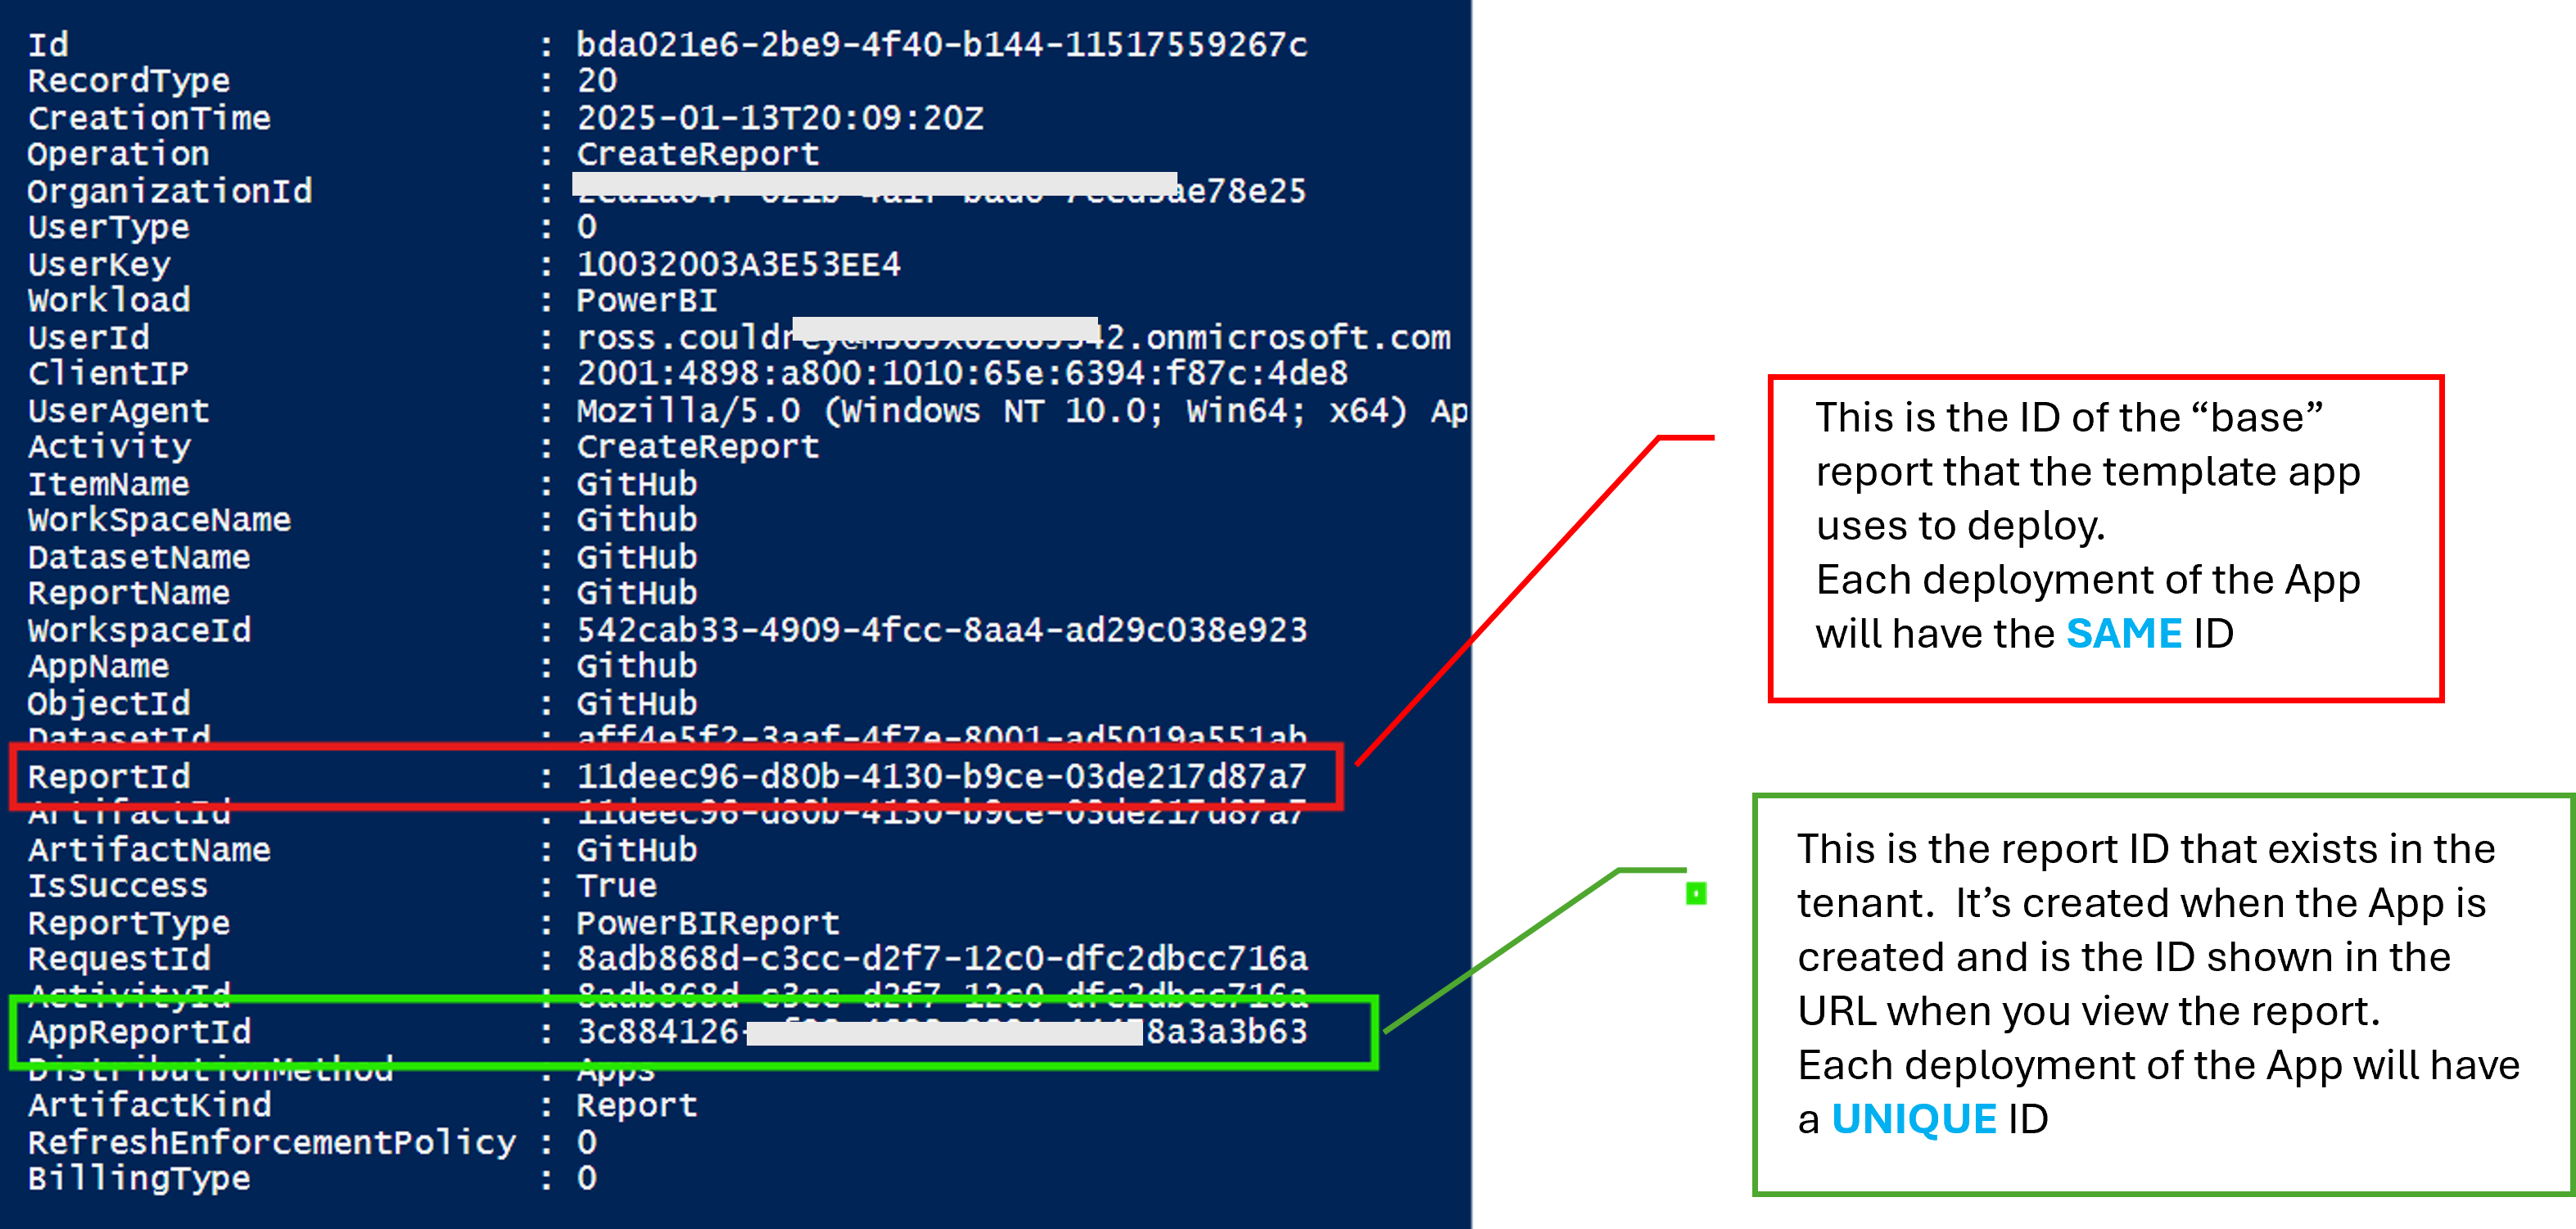 Id : bda021e6-2be9-4f40-b144-11517559267c
RecordType : 20
CreationTime : 2025-01-13T20:09:20Z
Operation : CreateReport
OrganizationId : ae78e25
UserType : 0
UserKey : 10032003A3E53EE4
Workload : PowerBI
UserId : ross.couldr 42.onmicrosoft.com
ClientIP : 2001:4898:a800:1010:65e:6394:f87c:4de8
UserAgent : Mozilla/5.0 (Windows NT 10.0; Win64; x64) Ap
Activity : CreateReport
ItemName : GitHub
WorkSpaceName : Github
DatasetName : GitHub
ReportName : GitHub
WorkspaceId : 542cab33-4909-4fcc-8aa4-ad29c038e923
AppName : Github
ObjectId : GitHub
DatasetId : aff4e5f2-3aaf-4f7e-8001-ad5019a551ab
ReportId : 11deec96-d80b-4130-b9ce-03de217d87a7
ArtifactId : 11deec96-d80b-4130-b9ce-03de217d87a7
ArtifactName : GitHub
IsSuccess : True
ReportType : PowerBIReport
RequestId : 8adb868d-c3cc-d2f7-12c0-dfc2dbcc716a
ActivityId : 8adb868d-c3cc-d2f7-12c0-dfc2dbcc716a
AppReportId : 3c884126- 8a3a3b63
DistributionMethod : Apps
ArtifactKind : Report
RefreshEnforcementPolicy : 0
BillingType : 0
This is the ID of the “base”
report that the template app
uses to deploy.
Each deployment of the App
will have the SAME ID
This is the report ID that exists in the
tenant. It’s created when the App is
created and is the ID shown in the
URL when you view the report.
Each deployment of the App will have
a UNIQUE ID